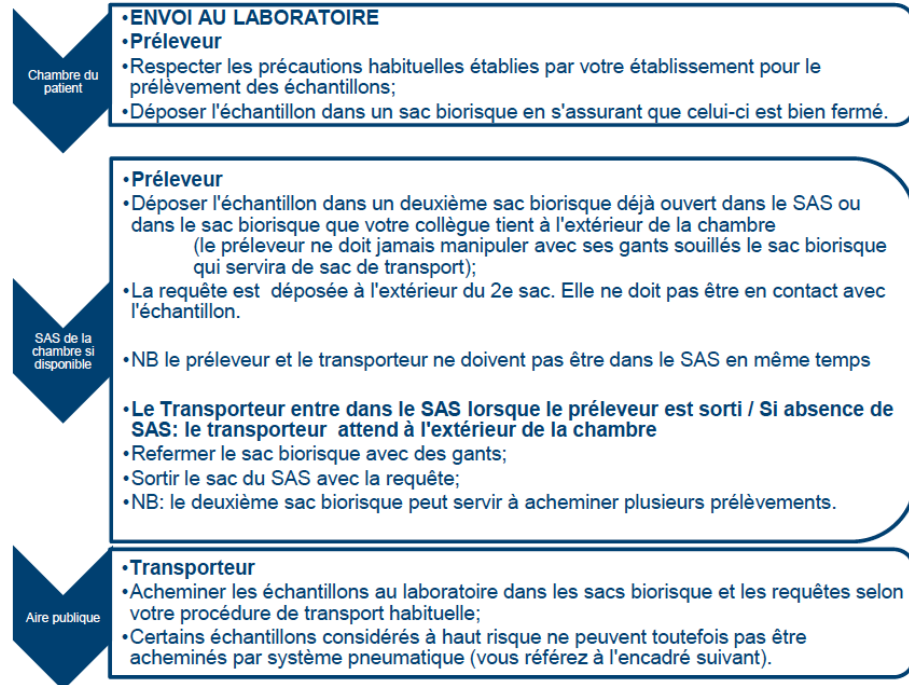 Chambre du
patient
•ENVOI AU LABORATOIRE
•Préleveur
•Respecter les précautions habituelles établies par votre établissement pour le
prélèvement des échantillons;
•Déposer l'échantillon dans un sac biorisque en s'assurant que celui-ci est bien fermé.
SAS de la
chambre si
disponible
•Préleveur
•Déposer l'échantillon dans un deuxième sac biorisque déjà ouvert dans le SAS ou
dans le sac biorisque que votre collègue tient à l'extérieur de la chambre
(le préleveur ne doit jamais manipuler avec ses gants souillés le sac biorisque
qui servira de sac de transport);
•La requête est déposée à l'extérieur du 2e sac. Elle ne doit pas être en contact avec
l'échantillon.
•NB le préleveur et le transporteur ne doivent pas être dans le SAS en même temps
•Le Transporteur entre dans le SAS lorsque le préleveur est sorti / Si absence de
SAS: le transporteur attend à l'extérieur de la chambre
•Refermer le sac biorisque avec des gants;
•Sortir le sac du SAS avec la requête;
•NB: le deuxième sac biorisque peut servir à acheminer plusieurs prélèvements.
Aire publique
•Transporteur
•Acheminer les échantillons au laboratoire dans les sacs biorisque et les requêtes selon
votre procédure de transport habituelle;
•Certains échantillons considérés à haut risque ne peuvent toutefois pas être
acheminés par système pneumatique (vous référez à l'encadré suivant).